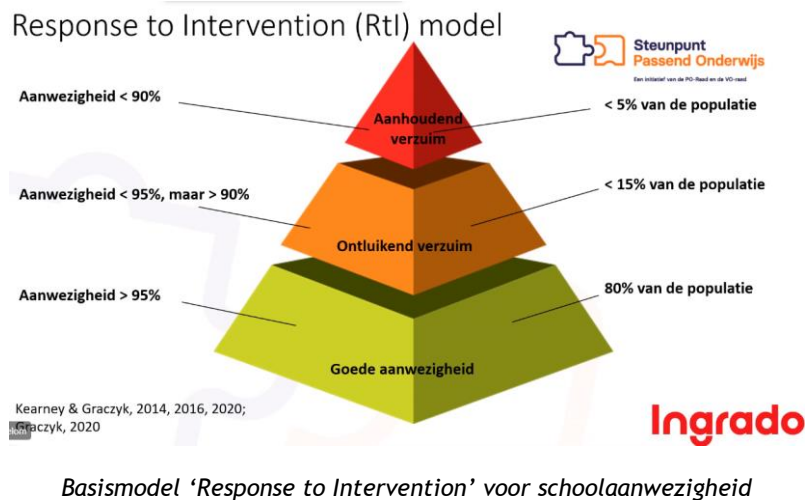 Response to Intervention (RtI) model
Steunpunt
Passend Onderwijs
Een initiatief van de PO-Raad en de VO-raad
Aanwezigheid < 90%
Aanhoudend
verzuim
< 5% van de populatie
Aanwezigheid < 95%, maar > 90%
Ontluikend verzuim
< 15% van de populatie
Aanwezigheid > 95%
Goede aanwezigheid
80% van de populatie
Kearney & Graczyk, 2014, 2016, 2020;
Graczyk, 2020
Ingrado
Basismodel ‘Response to Intervention’ voor schoolaanwezigheid